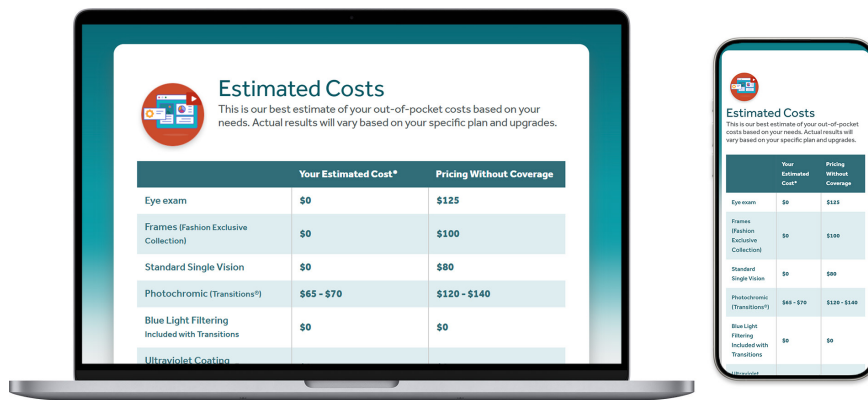 Estimated Costs
This is our best estimate of your out-of-pocket costs based on your
needs. Actual results will vary based on your specific plan and upgrades.
Your Estimated Cost* Pricing Without Coverage
Eye exam $0 $125
Frames (Fashion Exclusive
Collection) $0 $100
Standard Single Vision $0 $80
Photochromic (Transitions®) $65 - $70 $120 - $140
Blue Light Filtering
Included with Transitions $0 $0
Ultraviolet Coating
Estimated Costs
This is our best estimate of your out-of-pocket
costs based on your needs. Actual results will
vary based on your specific plan and upgrades.
Your Pricing
Estimated Without
Cost* Coverage
Eye exam $0 $125
Frames
(Fashion
Exclusive
Collection) $0 $100
Standard
Single Vision $0 $80
Photochromic
(Transitions®) $65 - $70 $120 - $140
Blue Light
Filtering
Included with
Transitions $0 $0
Ultraviolet